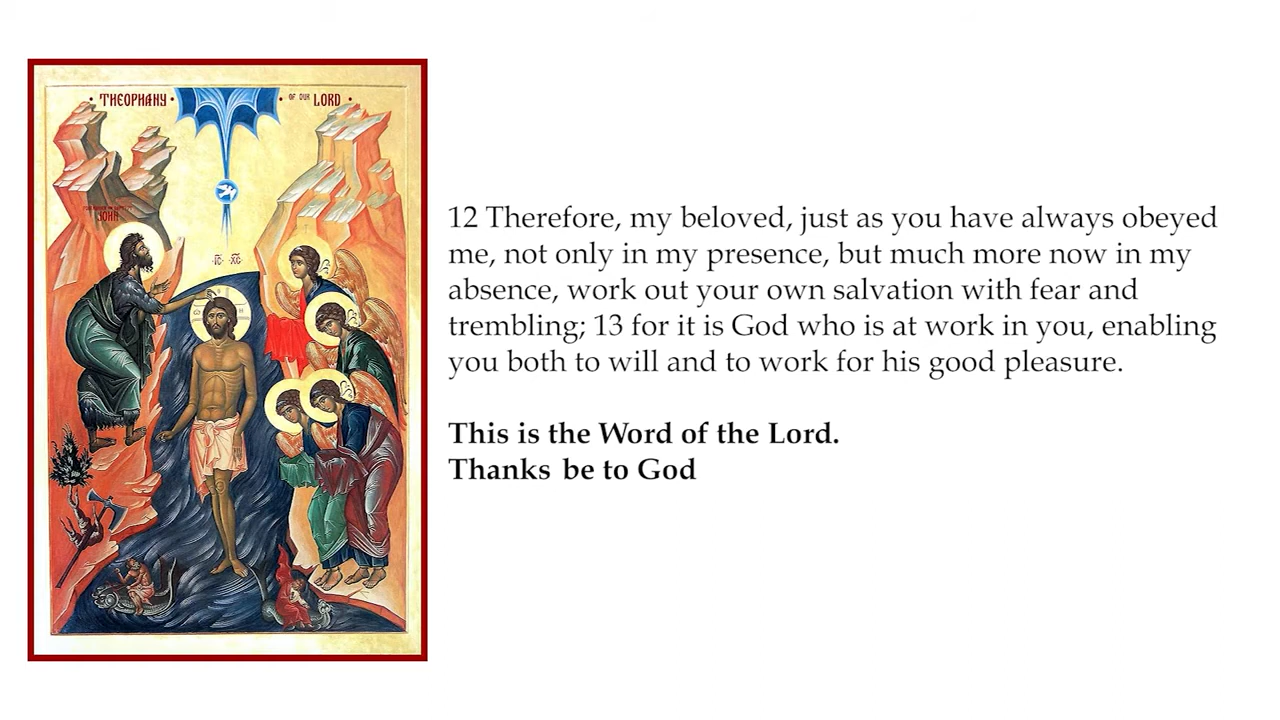 THEOPHANY
OF OUR LORD
JOHN
IC XC
12 Therefore, my beloved, just as you have always obeyed
me, not only in my presence, but much more now in my
absence, work out your own salvation with fear and
trembling; 13 for it is God who is at work in you, enabling
you both to will and to work for his good pleasure.
This is the Word of the Lord.
Thanks be to God